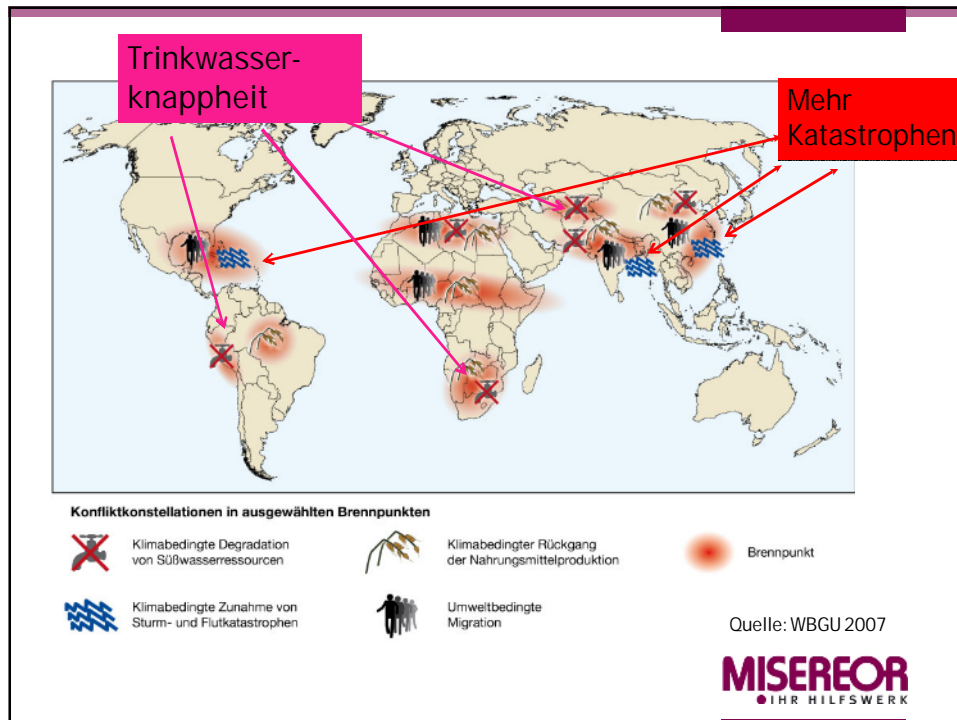 Trinkwasser-
knappheit
Mehr
Katastrophen
Konfliktkonstellationen in ausgewählten Brennpunkten
Klimabedingte Degradation
von Süßwasserressourcen
Klimabedingter Rückgang
der Nahrungsmittelproduktion
Brennpunkt
Klimabedingte Zunahme von
Sturm- und Flutkatastrophen
Umweltbedingte
Migration
Quelle: WBGU 2007
MISEREOR
IHR HILFSWERK